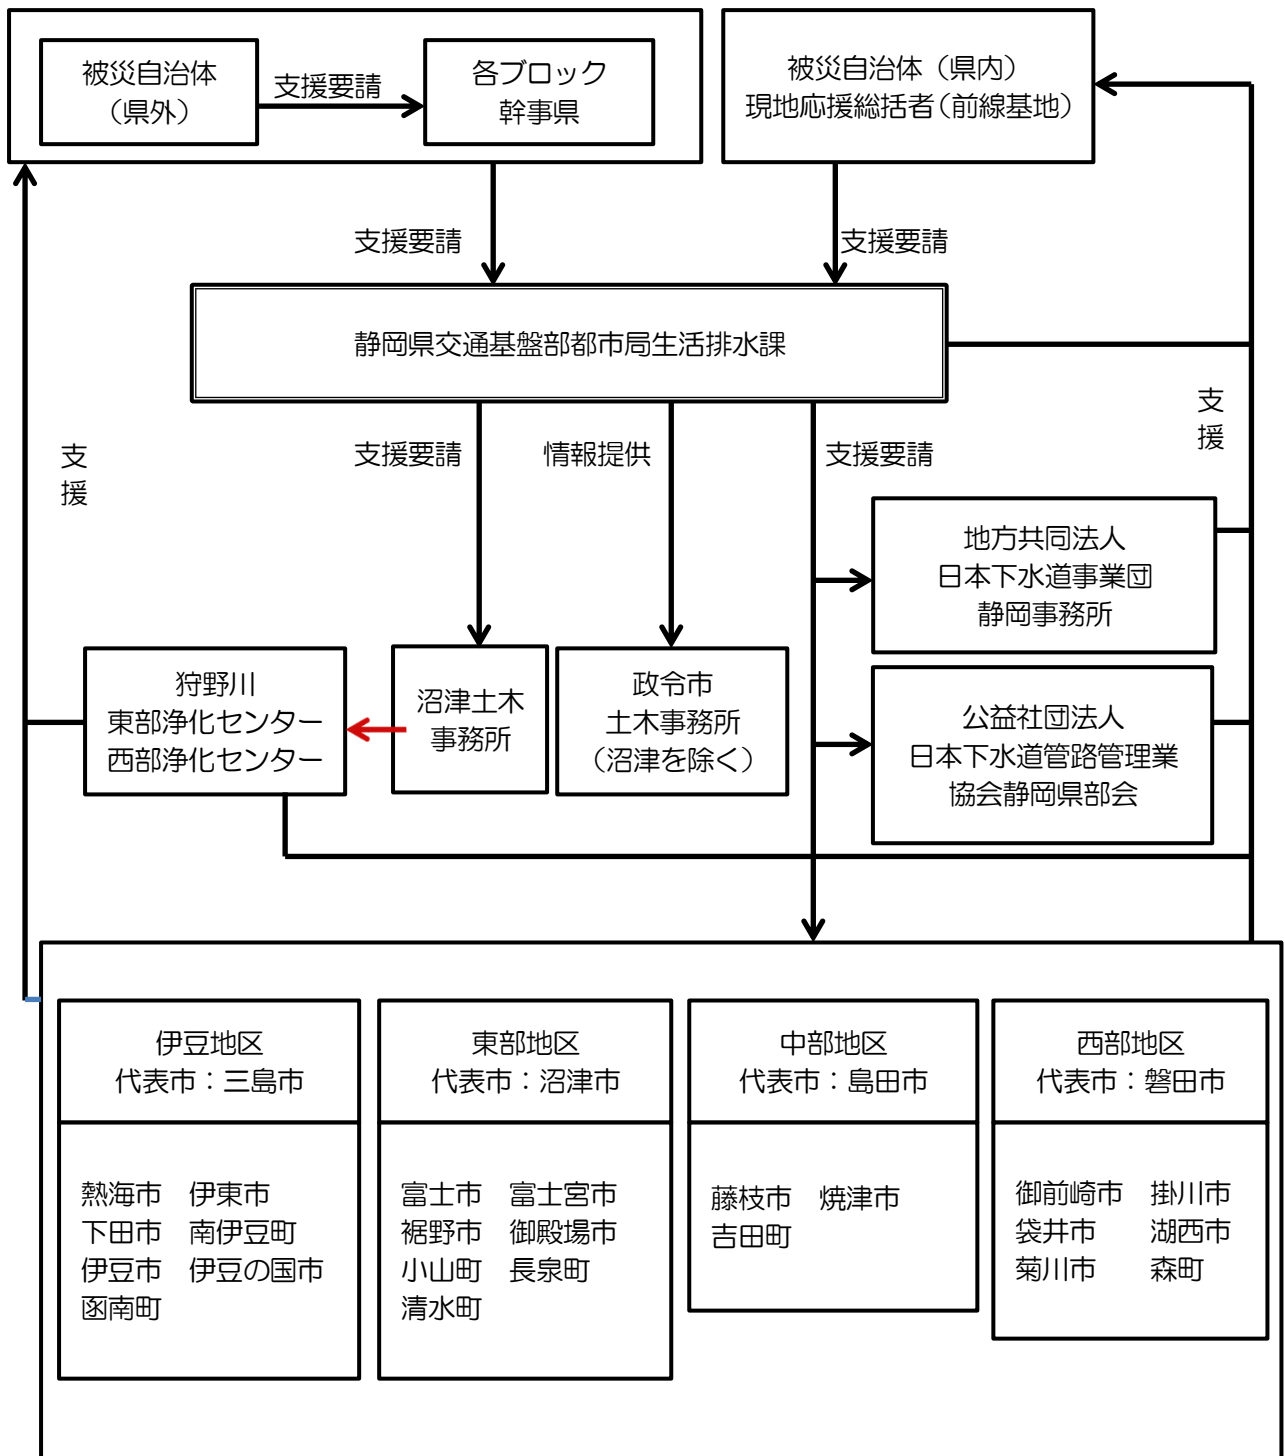 被災自治体
（県外）
支援要請
各ブロック
幹事県
被災自治体（県内）
現地応援総括者（前線基地）
支援要請
支援要請
静岡県交通基盤部都市局生活排水課
支援
支援
支援要請
情報提供
支援要請
地方共同法人
日本下水道事業団
静岡事務所
狩野川
東部浄化センター
西部浄化センター
沼津土木
事務所
政令市
土木事務所
（沼津を除く）
公益社団法人
日本下水道管路管理業
協会静岡県部会
伊豆地区
代表市：三島市
熱海市　伊東市
下田市　南伊豆町
伊豆市　伊豆の国市
函南町
東部地区
代表市：沼津市
富士市　富士宮市
裾野市　御殿場市
小山町　長泉町
清水町
中部地区
代表市：島田市
藤枝市　焼津市
吉田町
西部地区
代表市：磐田市
御前崎市　掛川市
袋井市　　湖西市
菊川市　　森町